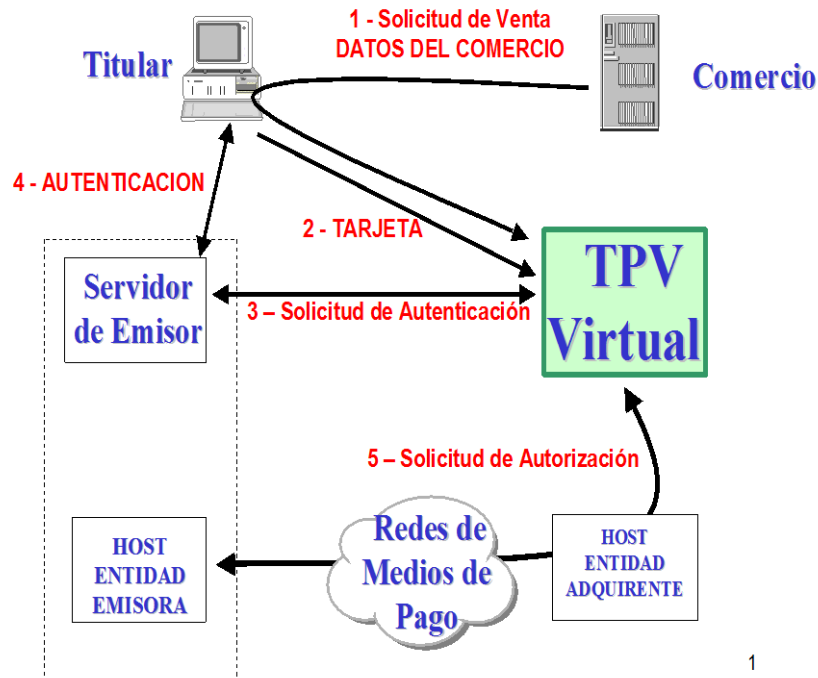 1 - Solicitud de Venta
DATOS DEL COMERCIO
Titular
Comercio
4 - AUTENTICACION
2 - TARJETA
Servidor
de Emisor
3 – Solicitud de Autenticación
TPV
Virtual
5 – Solicitud de Autorización
HOST
ENTIDAD
EMISORA
Redes de
Medios de
Pago
HOST
ENTIDAD
ADQUIRENTE
1